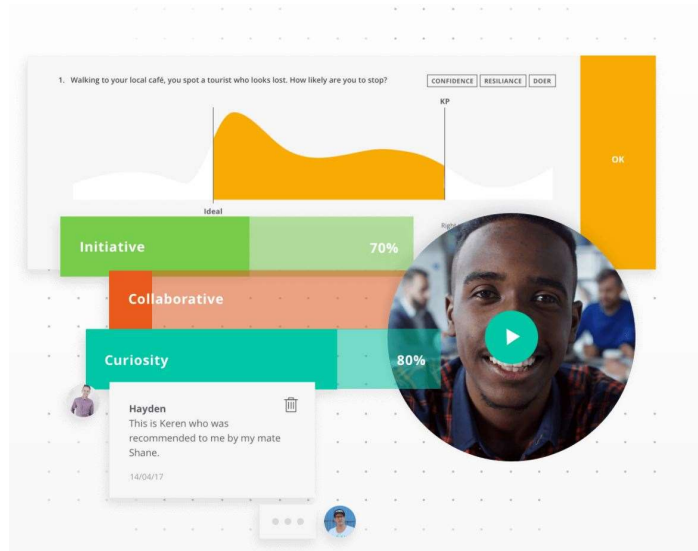 1. Walking to your local café, you spot a tourist who looks lost. How likely are you to stop?
CONFIDENCE RESILIANCE DOER
KP
OK
Ideal
Right
Initiative 70%
Collaborative
Curiosity 80%
Hayden
This is Keren who was
recommended to me by my mate
Shane.
14/04/17